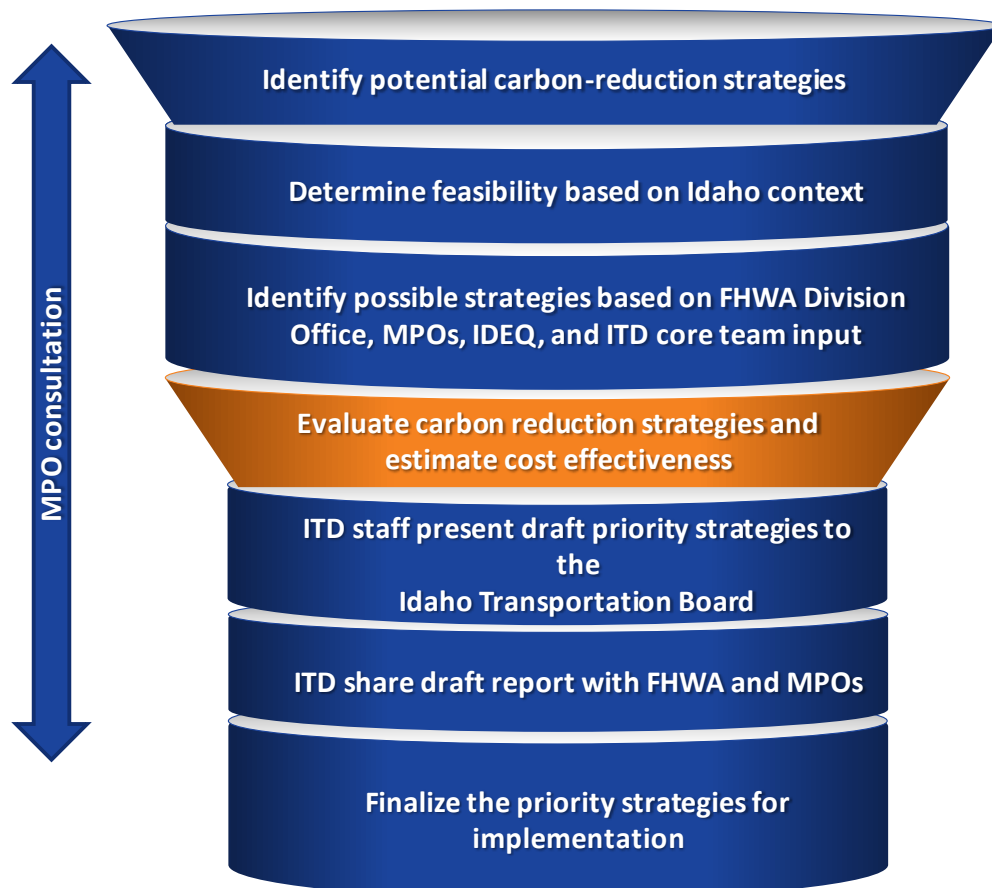 Identify potential carbon-reduction strategies
Determine feasibility based on Idaho context
Identify possible strategies based on FHWA Division
Office, MPOs, IDEQ, and ITD core team input
Evaluate carbon reduction strategies and
estimate cost effectiveness
ITD staff present draft priority strategies to
the
Idaho Transportation Board
ITD share draft report with FHWA and MPOs
Finalize the priority strategies for
implementation
MPO consultation